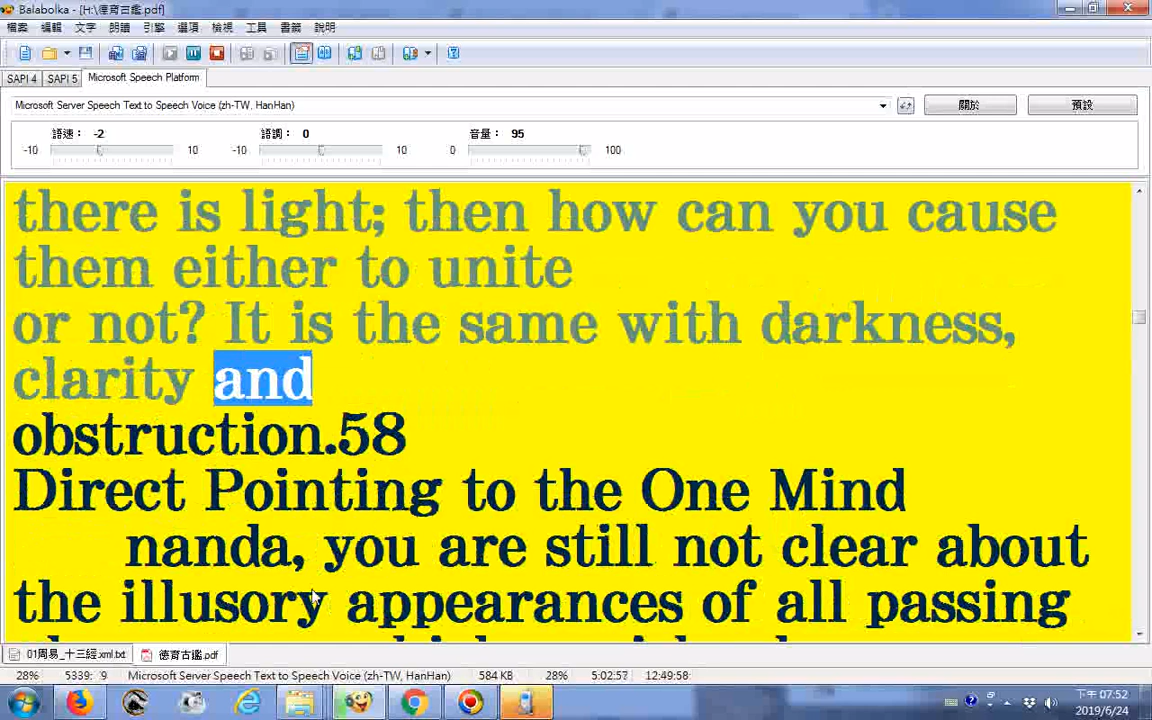 Balabolka - [H:\德育古鑑.pdf]
檔案 編輯 文字 朗讀 引擎 選項 檢視 工具 書籤 說明
SAPI 4 SAPI 5 Microsoft Speech Platform
Microsoft Server Speech Text to Speech Voice (zh-TW, HanHan) 關於 預設
語速： -2 語調： 0 音量： 95
-10 10 -10 10 0 100
there is light; then how can you cause
them either to unite
or not? It is the same with darkness,
clarity and
obstruction.58
Direct Pointing to the One Mind
nanda, you are still not clear about
the illusory appearances of all passing
01周易_十三經.xml.txt 德育古鑑.pdf
28% 5339: 9 Microsoft Server Speech Text to Speech Voice (zh-TW, HanHan) 584 KB 28% 5:02:57 12:49:58
下午 07:52
2019/6/24